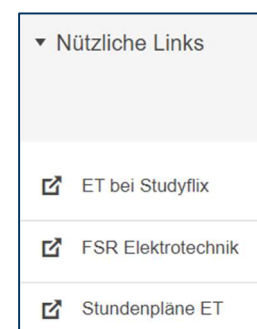 Nützliche Links
ET bei Studyflix
FSR Elektrotechnik
Stundenpläne ET